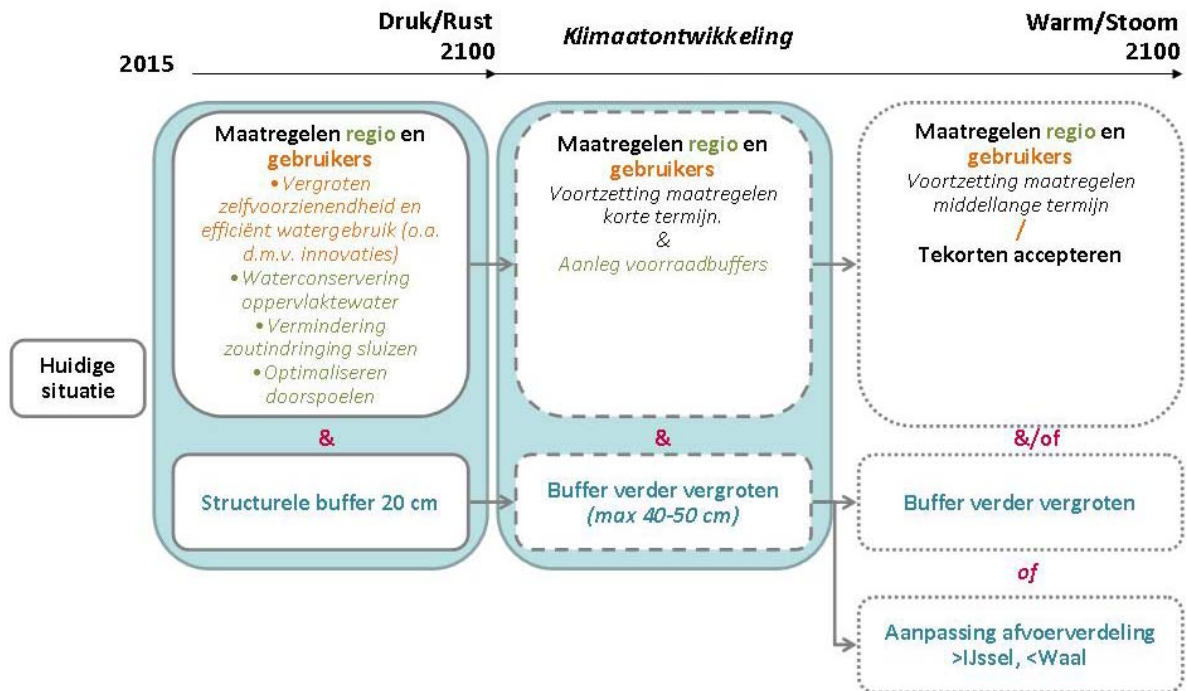 Druk/Rust
2100
Klimaatontwikkeling
Warm/Stoom
2100
2015
Huidige
situatie
Maatregelen regio en
gebruikers
•Vergroten
zelfvoorzienendheid en
efficiënt watergebruik (o.a.
d.m.v. innovaties)
•Waterconservering
oppervlaktewater
•Vermindering
zoutindringing sluizen
•Optimaliseren
doorspoelen
&
Structurele buffer 20 cm
Maatregelen regio en
gebruikers
Voortzetting maatregelen
korte termijn.
&
Aanleg voorraadbuffers
&
Buffer verder vergroten
(max 40-50 cm)
Maatregelen regio en
gebruikers
Voortzetting maatregelen
middellange termijn
/
Tekorten accepteren
&/of
Buffer verder vergroten
of
Aanpassing afvoerverdeling
>IJssel, <Waal